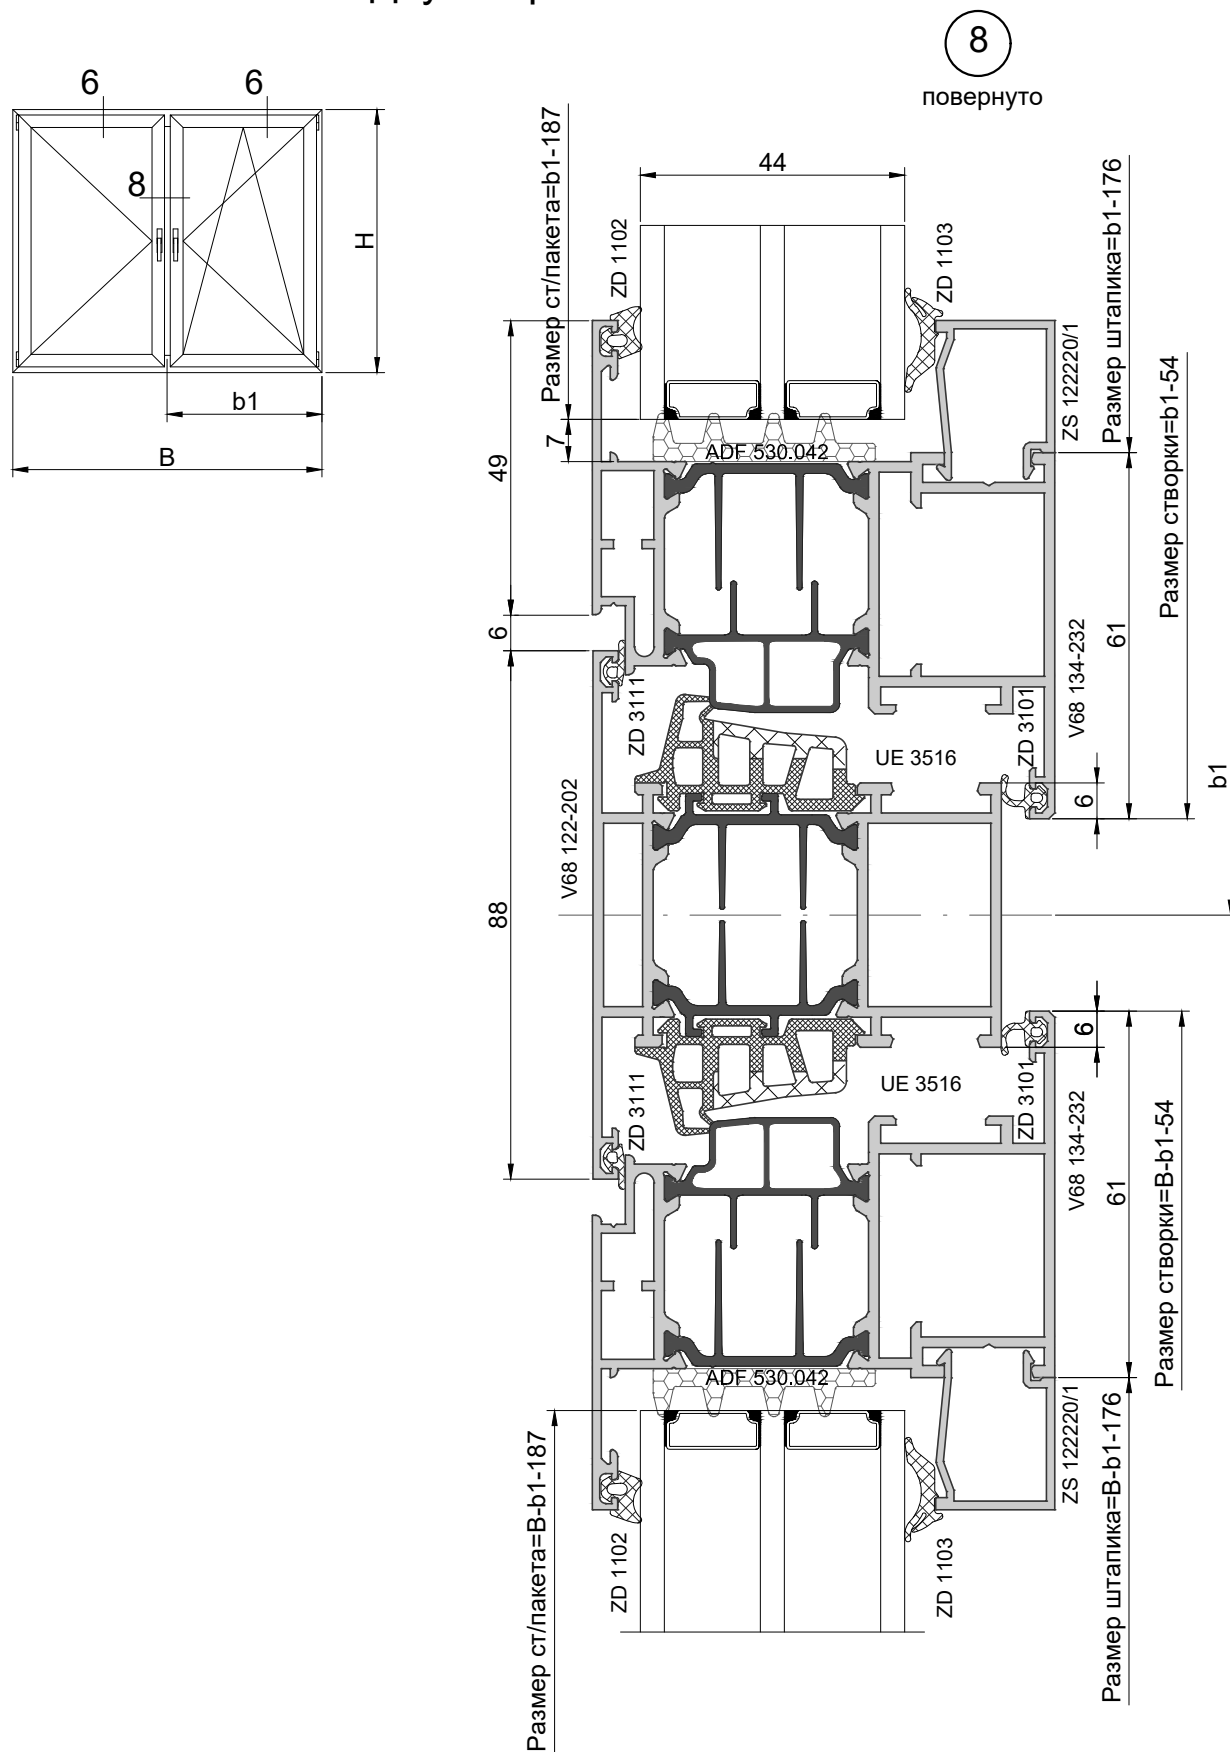 8
повернуто
6
6
8
H
b1
B
44
Размер ст/пакета=b1-187
ZD 1102
ZD 1103
Размер штапика=b1-176
ZS 122220/1
Размер створки=b1-54
7
ADF 530.042
49
6
61
V68 134-232
ZD 3111
ZD 3101
UE 3516
6
b1
V68 122-202
88
6
UE 3516
ZD 3111
ZD 3101
V68 134-232
61
Размер створки=B-b1-54
ADF 530.042
ZS 122220/1
Размер штапика=B-b1-176
Размер ст/пакета=B-b1-187
ZD 1102
ZD 1103